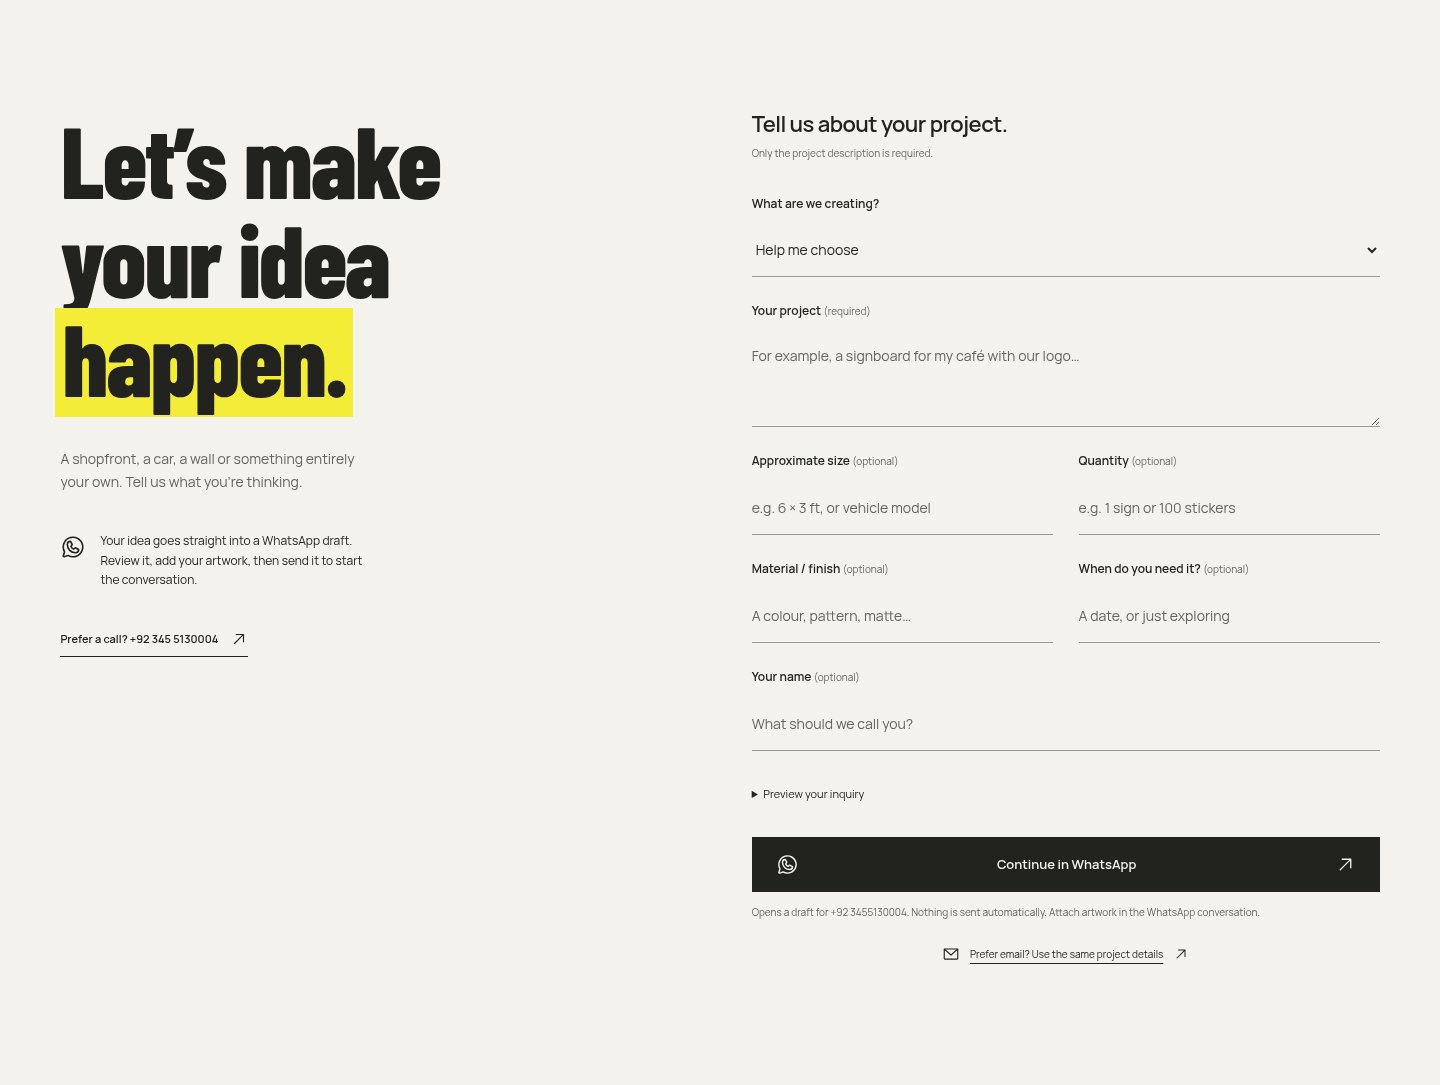 Let’s make
your idea
happen.
A shopfront, a car, a wall or something entirely
your own. Tell us what you’re thinking.
Your idea goes straight into a WhatsApp draft.
Review it, add your artwork, then send it to start
the conversation.
Prefer a call? +92 345 5130004
Tell us about your project.
Only the project description is required.
What are we creating?
Help me choose
Your project (required)
For example, a signboard for my café with our logo…
Approximate size (optional)
Quantity (optional)
e.g. 6 × 3 ft, or vehicle model
e.g. 1 sign or 100 stickers
Material / finish (optional)
When do you need it? (optional)
A colour, pattern, matte…
A date, or just exploring
Your name (optional)
What should we call you?
Preview your inquiry
Continue in WhatsApp
Opens a draft for +92 3455130004. Nothing is sent automatically. Attach artwork in the WhatsApp conversation.
Prefer email? Use the same project details